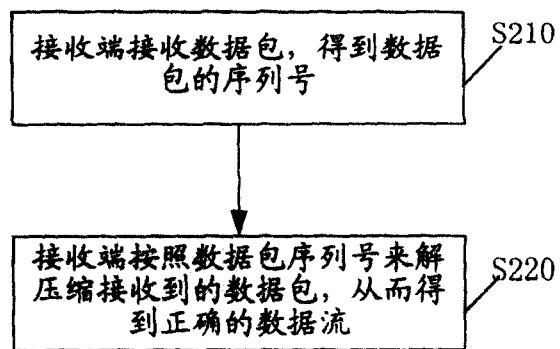 接收端接收数据包，得到数据
包的序列号
S210
接收端按照数据包序列号来解
压缩接收到的数据包，从而得
到正确的数据流
S220